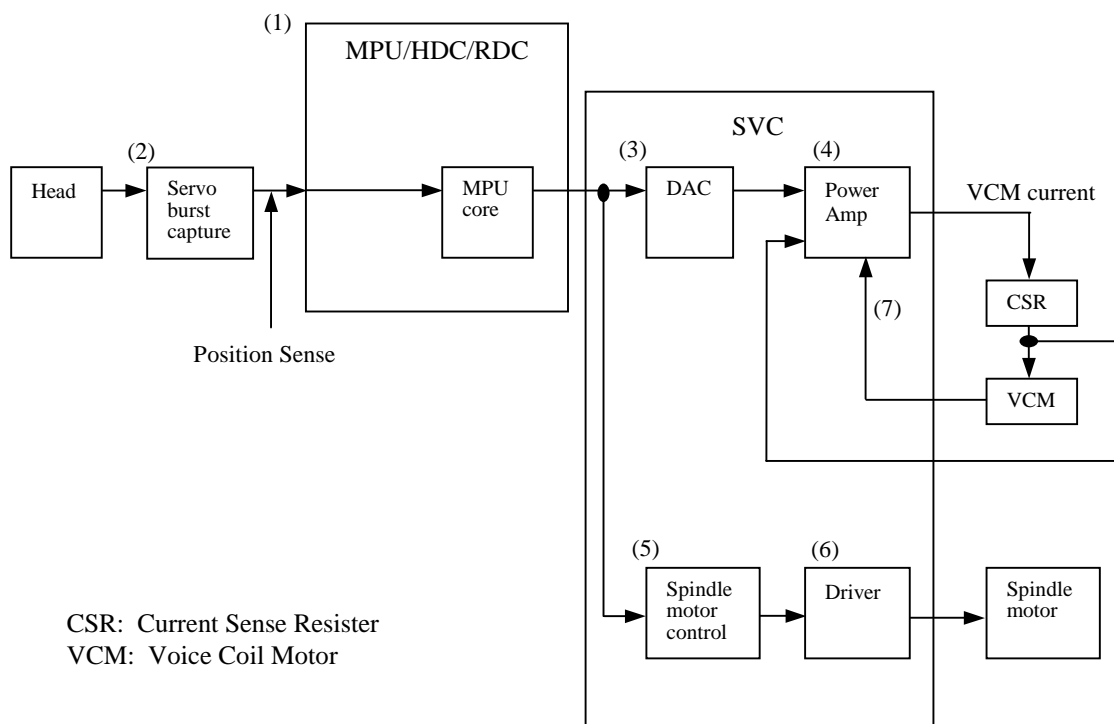 (1)
MPU/HDC/RDC
SVC
(2)
(3)
(4)
Head
Servo
burst
capture
MPU
core
DAC
Power
Amp
VCM current
(7)
CSR
Position Sense
VCM
(5)
(6)
Spindle
motor
control
Driver
Spindle
motor
CSR: Current Sense Resister
VCM: Voice Coil Motor